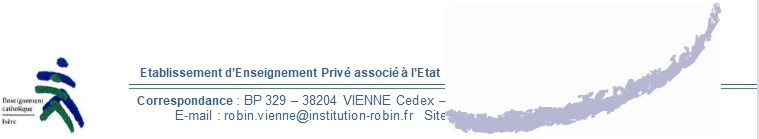 Etablissement d'Enseignement Privé associé à l'Etat
Correspondance : BP 329 – 38204 VIENNE Cedex –
E-mail : robin.vienne@institution-robin.fr Site
Enseignement
catholique
Isère